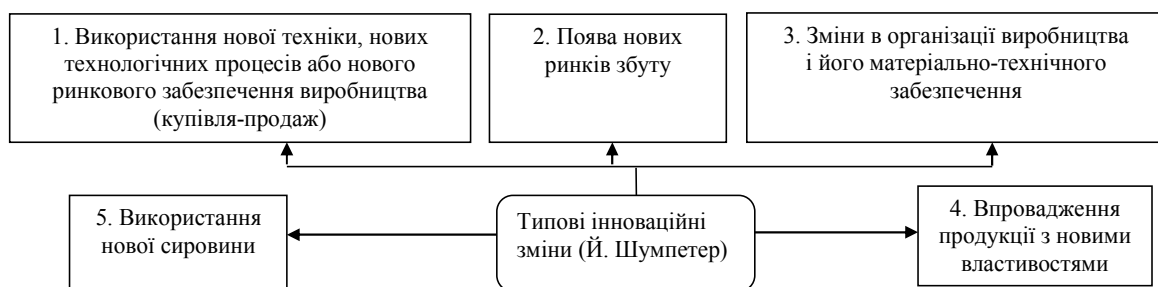 1. Використання нової техніки, нових
технологічних процесів або нового
ринкового забезпечення виробництва
(купівля-продаж)
2. Поява нових
ринків збуту
3. Зміни в організації виробництва
і його матеріально-технічного
забезпечення
5. Використання
нової сировини
Типові інноваційні
зміни (Й. Шумпетер)
4. Впровадження
продукції з новими
властивостями